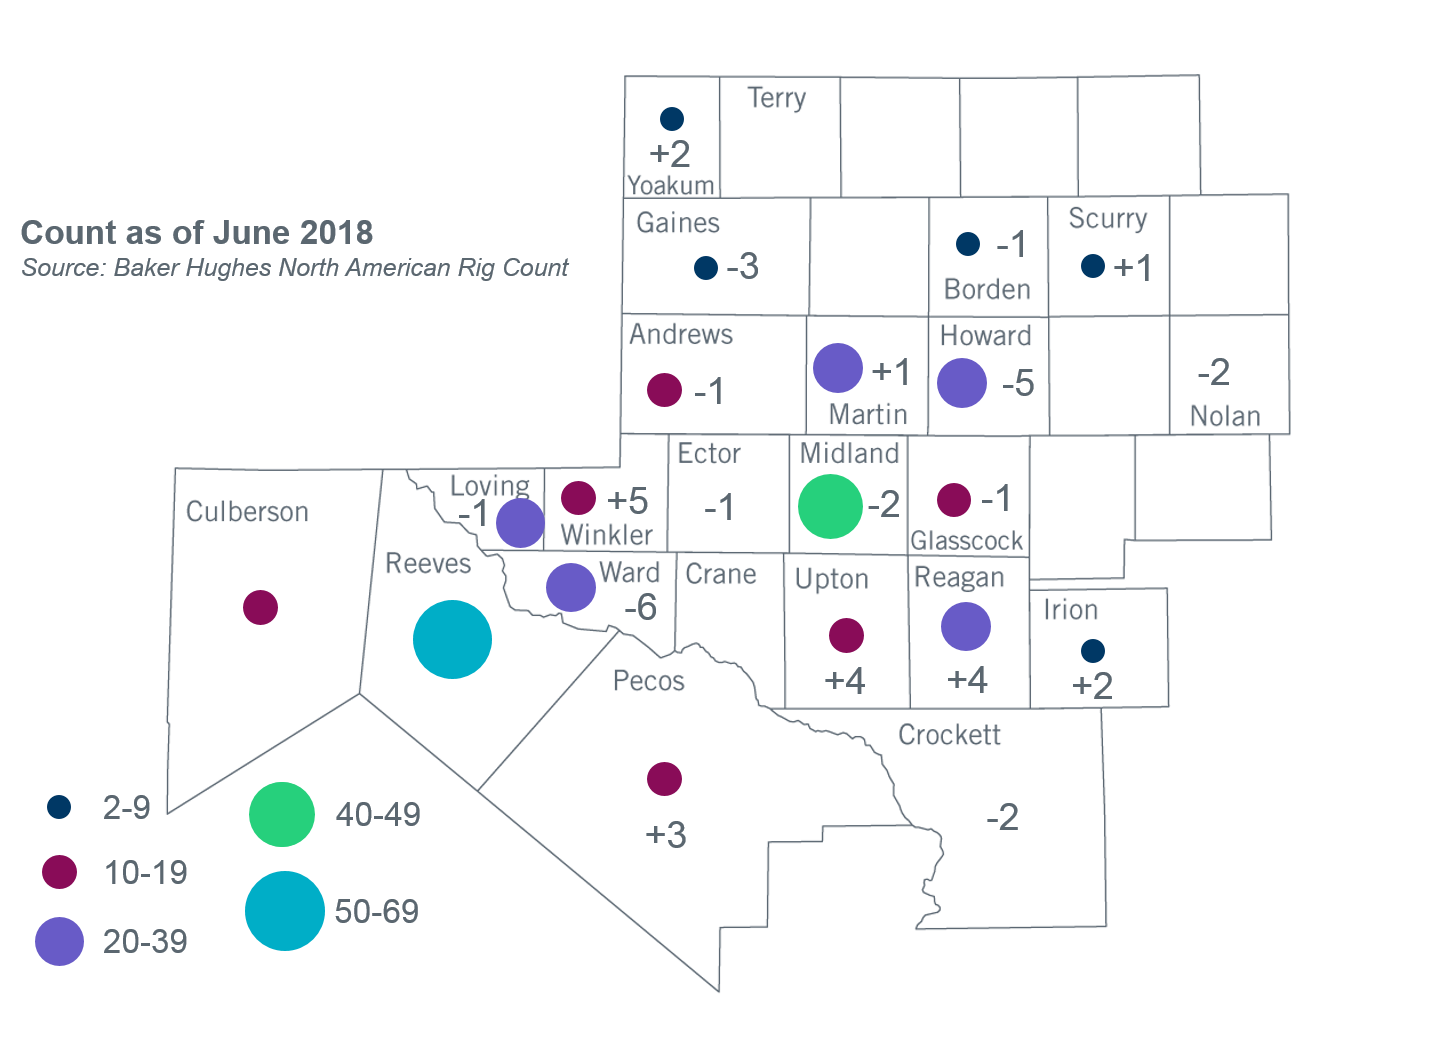 Terry
+2
Yoakum
Count as of June 2018
Source: Baker Hughes North American Rig Count
Gaines
-3
-1
Borden
Scurry
+1
Andrews
-1
+1
Martin
Howard
-5
-2
Nolan
Culberson
Loving
-1
+5
Winkler
Ector
-1
Midland
-2
-1
Glasscock
Reeves
Ward
-6
Crane
Upton
+4
Reagan
+4
Irion
+2
Pecos
+3
Crockett
-2
2-9
10-19
20-39
40-49
50-69